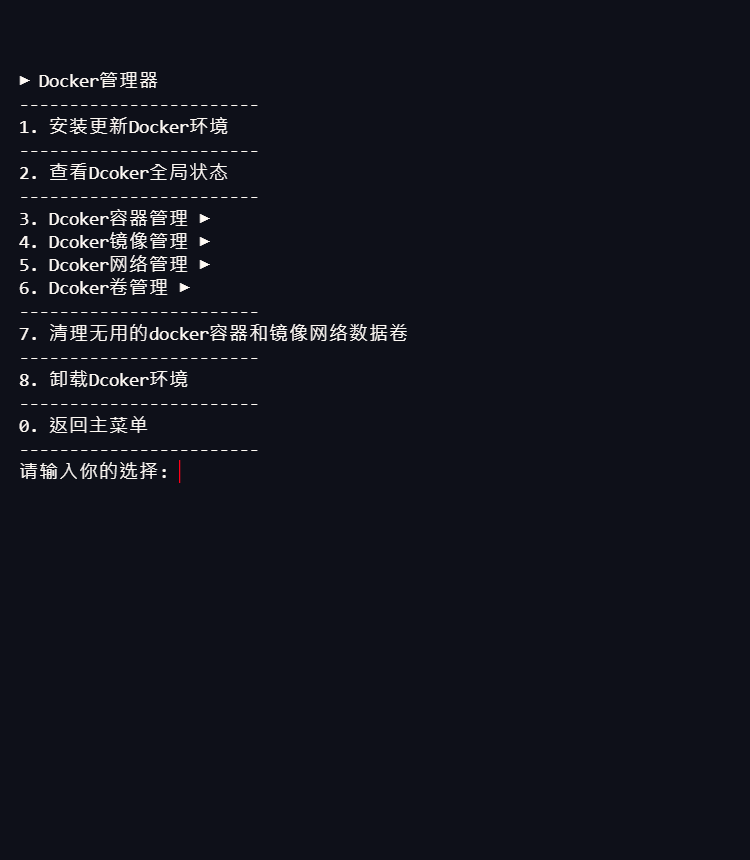 ▶ Docker管理器
------------------------
1. 安装更新Docker环境
------------------------
2. 查看Dcoker全局状态
------------------------
3. Dcoker容器管理 ▶
4. Dcoker镜像管理 ▶
5. Dcoker网络管理 ▶
6. Dcoker卷管理 ▶
------------------------
7. 清理无用的docker容器和镜像网络数据卷
------------------------
8. 卸载Dcoker环境
------------------------
0. 返回主菜单
------------------------
请输入你的选择: